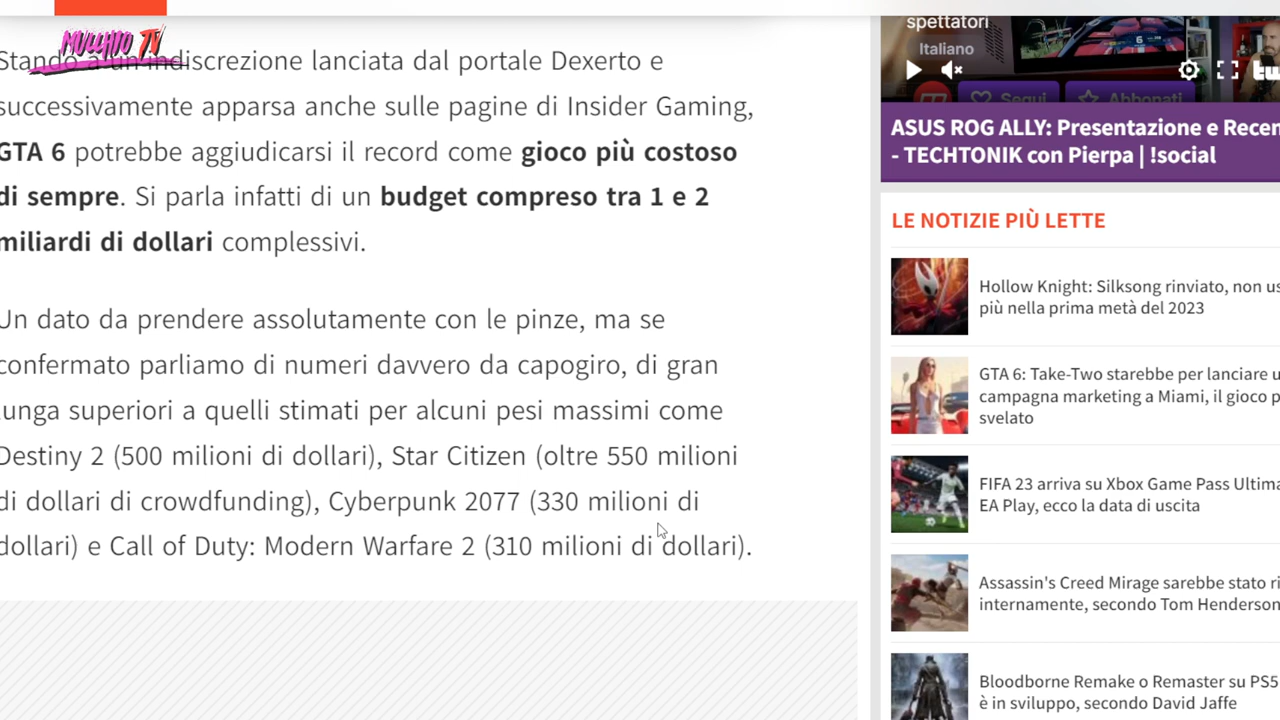 MUCCHIO TV
Stando a un'indiscrezione lanciata dal portale Dexerto e
successivamente apparsa anche sulle pagine di Insider Gaming,
GTA 6 potrebbe aggiudicarsi il record come gioco più costoso
di sempre. Si parla infatti di un budget compreso tra 1 e 2
miliardi di dollari complessivi.
Un dato da prendere assolutamente con le pinze, ma se
confermato parliamo di numeri davvero da capogiro, di gran
lunga superiori a quelli stimati per alcuni pesi massimi come
Destiny 2 (500 milioni di dollari), Star Citizen (oltre 550 milioni
di dollari di crowdfunding), Cyberpunk 2077 (330 milioni di
dollari) e Call of Duty: Modern Warfare 2 (310 milioni di dollari).
spettatori
Italiano
Segui
Abbonati
ASUS ROG ALLY: Presentazione e Recen
- TECHTONIK con Pierpa | !social
LE NOTIZIE PIÙ LETTE
Hollow Knight: Silksong rinviato, non us
più nella prima metà del 2023
GTA 6: Take-Two starebbe per lanciare u
campagna marketing a Miami, il gioco p
svelato
FIFA 23 arriva su Xbox Game Pass Ultima
EA Play, ecco la data di uscita
Assassin's Creed Mirage sarebbe stato ri
internamente, secondo Tom Henderson
Bloodborne Remake o Remaster su PS5
è in sviluppo, secondo David Jaffe